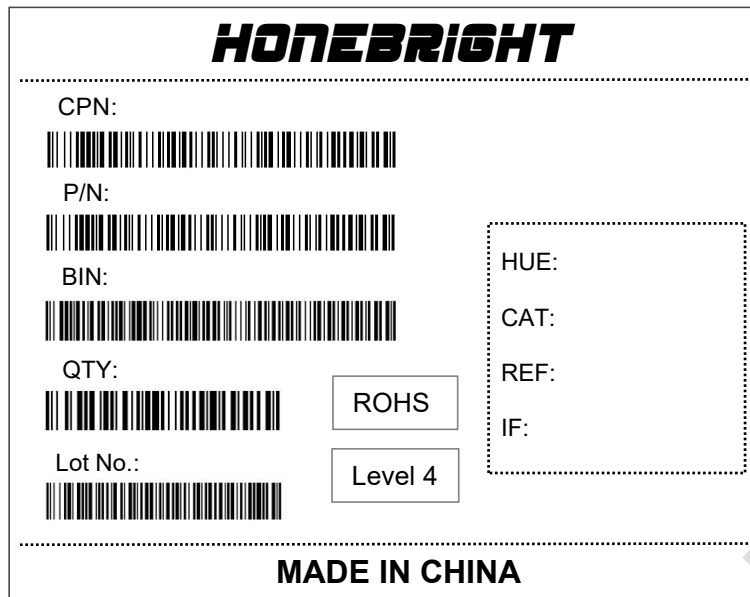 HONEBRIGHT
CPN:
P/N:
BIN:
QTY:
Lot No.:
ROHS
Level 4
HUE:
CAT:
REF:
IF:
MADE IN CHINA